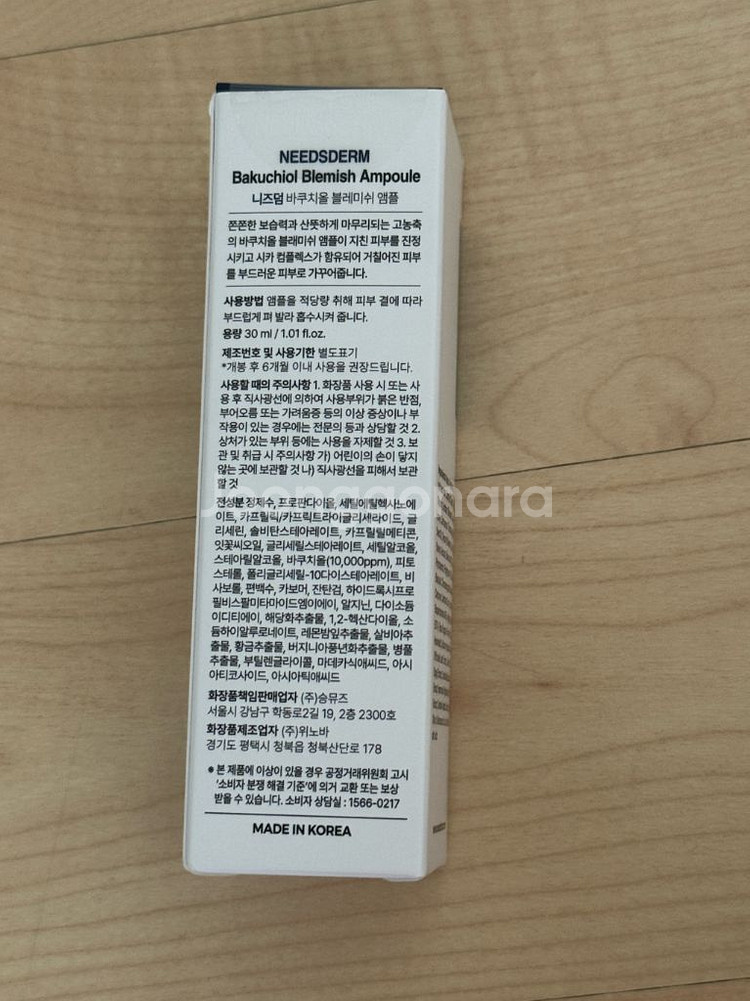 NEEDSDERM
Bakuchiol Blemish Ampoule
니즈덤 바쿠치올 블레미쉬 앰플
쫀쫀한 보습력과 산뜻하게 마무리되는 고농축
의 바쿠치올 블래미쉬 앰플이 지친 피부를 진정
시키고 시카 컴플렉스가 함유되어 거칠어진 피부
를 부드러운 피부로 가꾸어줍니다.
사용방법 앰플을 적당량 취해 피부 결에 따라
부드럽게 펴 발라 흡수시켜 줍니다.
용량 30 ml / 1.01 fl.oz.
제조번호 및 사용기한 별도표기
*개봉 후 6개월 이내 사용을 권장드립니다.
사용할 때의 주의사항 1. 화장품 사용 시 또는 사
용 후 직사광선에 의하여 사용부위가 붉은 반점,
부어오름 또는 가려움증 등의 이상 증상이나 부
작용이 있는 경우에는 전문의 등과 상담할 것 2.
상처가 있는 부위 등에는 사용을 자제할 것 3. 보
관 및 취급 시 주의사항 가) 어린이의 손이 닿지
않는 곳에 보관할 것 나) 직사광선을 피해서 보관
할 것
Joonggonara
전성분 정제수, 프로판다이올, 세틸에틸헥사노에
이트, 카프릴릭/카프릭트라이글리세라이드, 글
리세린, 솔비탄스테아레이트, 카프릴릴메티콘,
잇꽃씨오일, 글리세릴스테아레이트, 세틸알코올,
스테아릴알코올, 바쿠치올(10,000ppm), 피토
스테롤, 폴리글리세릴-10다이스테아레이트, 비
사보롤, 편백수, 카보머, 잔탄검, 하이드록시프로
필비스팔미타마이드엠이에이, 알지닌, 다이소듐
이디티에이, 해당화추출물, 1,2-헥산다이올, 소
듐하이알루로네이트, 레몬밤잎추출물, 살비아추
출물, 황금추출물, 버지니아풍년화추출물, 병풀
추출물, 부틸렌글라이콜, 마데카식애씨드, 아시
아티코사이드, 아시아틱애씨드
화장품책임판매업자 (주)승뮤즈
서울시 강남구 학동로2길 19, 2층 2300호
화장품제조업자 (주)위노바
경기도 평택시 청북읍 청북산단로 178
● 본 제품에 이상이 있을 경우 공정거래위원회 고시
'소비자 분쟁 해결 기준'에 의거 교환 또는 보상
받을 수 있습니다. 소비자 상담실 : 1566-0217
MADE IN KOREA